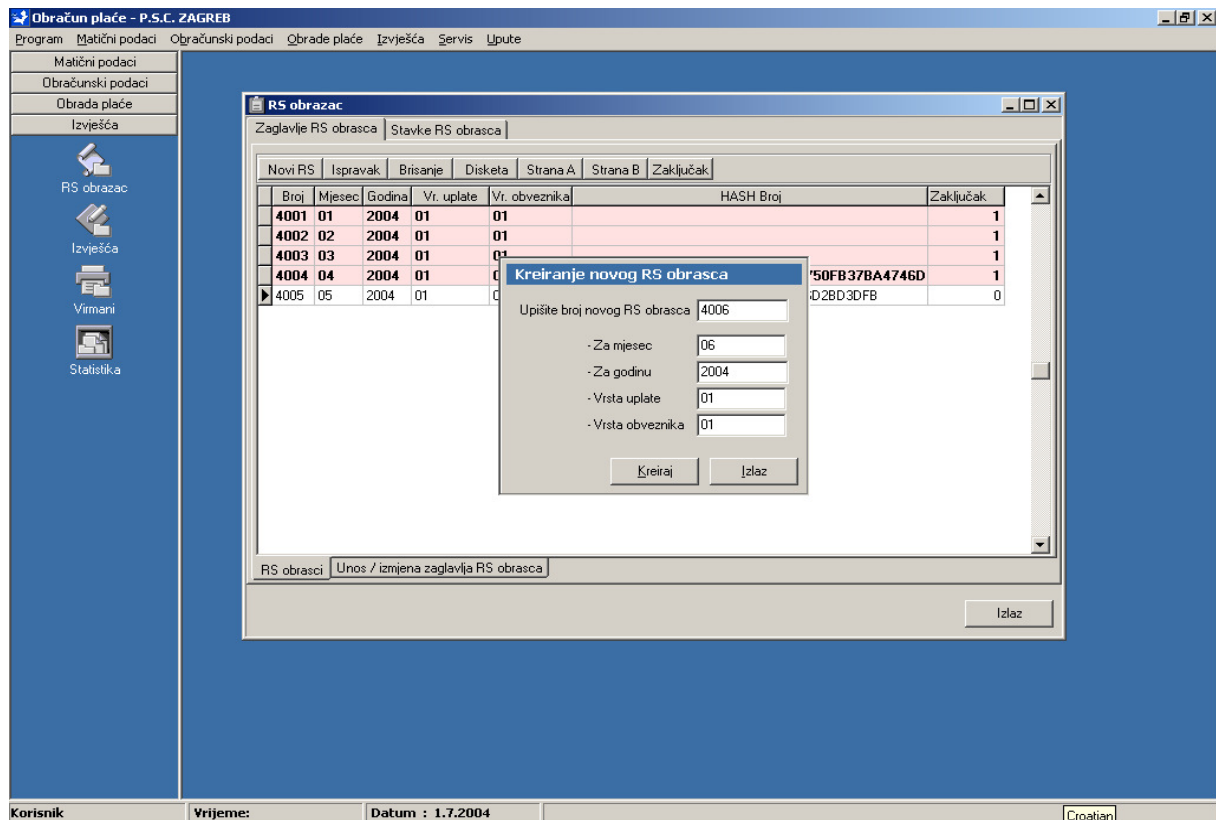 Obračun plaće - P.S.C. ZAGREB
Program Matični podaci Obračunski podaci Obrade plaće Izvješća Servis Upute
Matični podaci
Obračunski podaci
Obrada plaće
Izvješća
RS obrazac
Izvješća
Virmani
Statistika
RS obrazac
Zaglavlje RS obrasca Stavke RS obrasca
Novi RS Ispravak Brisanje Disketa Strana A Strana B Zaključak
Broj Mjesec Godina Vr. uplate Vr. obveznika HASH Broj Zaključak
4001 01 2004 01 01 1
4002 02 2004 01 01 1
4003 03 2004 01 01 1
4004 04 2004 01 0 750FB37BA4746D 1
4005 05 2004 01 0 D2BD3DFB 0
Kreiranje novog RS obrasca
Upišite broj novog RS obrasca 4006
- Za mjesec 06
- Za godinu 2004
- Vrsta uplate 01
- Vrsta obveznika 01
Kreiraj Izlaz
RS obrasci Unos / izmjena zaglavlja RS obrasca
Izlaz
Korisnik Vrijeme: Datum : 1.7.2004
Croatian